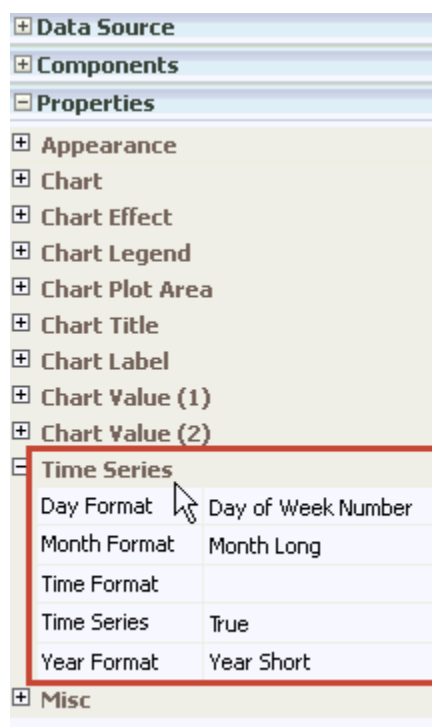 Data Source
Components
Properties
Appearance
Chart
Chart Effect
Chart Legend
Chart Plot Area
Chart Title
Chart Label
Chart Value (1)
Chart Value (2)
Time Series
Day Format Day of Week Number
Month Format Month Long
Time Format
Time Series True
Year Format Year Short
Misc